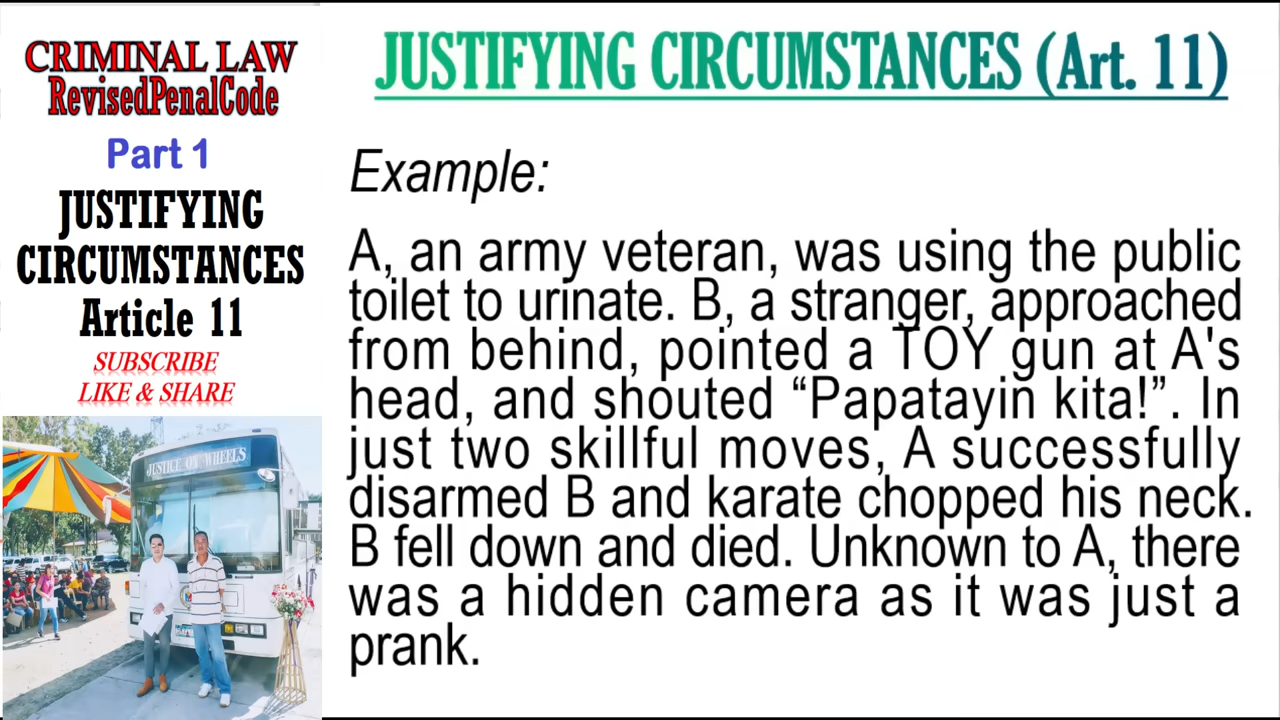 CRIMINAL LAW
RevisedPenalCode
Part 1
JUSTIFYING
CIRCUMSTANCES
Article 11
SUBSCRIBE
LIKE & SHARE
JUSTICE ON WHEELS
JUSTIFYING CIRCUMSTANCES (Art. 11)
Example:
A, an army veteran, was using the public
toilet to urinate. B, a stranger, approached
from behind, pointed a TOY gun at A's
head, and shouted “Papatayin kita!”. In
just two skillful moves, A successfully
disarmed B and karate chopped his neck.
B fell down and died. Unknown to A, there
was a hidden camera as it was just a
prank.